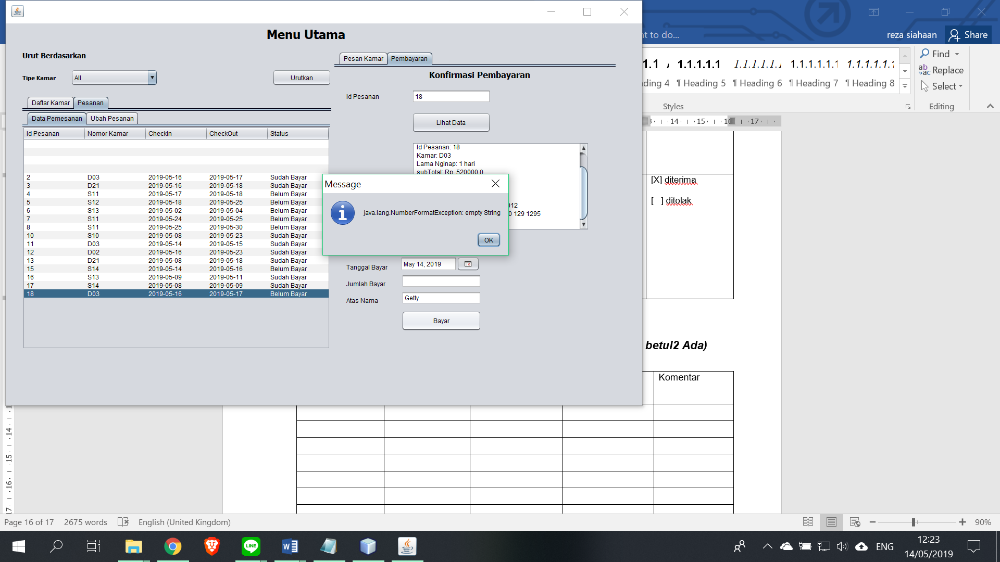 Menu Utama
Urut Berdasarkan
Tipe Kamar
All
Urutkan
Daftar Kamar
Pesanan
Data Pemesanan
Ubah Pesanan
Id Pesanan Nomor Kamar CheckIn CheckOut Status
2 D03 2019-05-16 2019-05-17 Sudah Bayar
3 D21 2019-05-16 2019-05-18 Sudah Bayar
4 S11 2019-05-17 2019-05-18 Belum Bayar
5 S12 2019-05-18 2019-05-25 Belum Bayar
6 S13 2019-05-02 2019-05-04 Belum Bayar
7 S11 2019-05-24 2019-05-25 Belum Bayar
8 S11 2019-05-25 2019-05-30 Belum Bayar
10 S10 2019-05-08 2019-05-23 Sudah Bayar
11 D03 2019-05-14 2019-05-15 Sudah Bayar
12 D02 2019-05-16 2019-05-23 Sudah Bayar
13 D21 2019-05-08 2019-05-18 Sudah Bayar
15 S14 2019-05-14 2019-05-16 Belum Bayar
16 S13 2019-05-09 2019-05-11 Sudah Bayar
17 S14 2019-05-08 2019-05-09 Sudah Bayar
18 D03 2019-05-16 2019-05-17 Belum Bayar
Pesan Kamar
Pembayaran
Konfirmasi Pembayaran
Id Pesanan
18
Lihat Data
Id Pesanan: 18
Kamar: D03
Lama Nginap: 1 hari
subTotal: Rp. 520000.0
012
0 129 1295
Message
java.lang.NumberFormatException: empty String
OK
Tanggal Bayar
May 14, 2019
Jumlah Bayar
Atas Nama
Getty
Bayar
nt to do...
reza siahaan
Share
1.1.1.1.1 1.1.1.1.1.1 1.1.1.1.1.1 1.1.1.1.1.1
ding 4 ¶ Heading 5 ¶ Heading 6 ¶ Heading 7 ¶ Heading 8
Styles
Find
Replace
Select
Editing
14 15 16 17
[X] diterima
[ ] ditolak
betul2 Ada)
Komentar
14
15
16
17
Page 16 of 17
2675 words
English (United Kingdom)
90%
LINE
ENG
12:23
14/05/2019